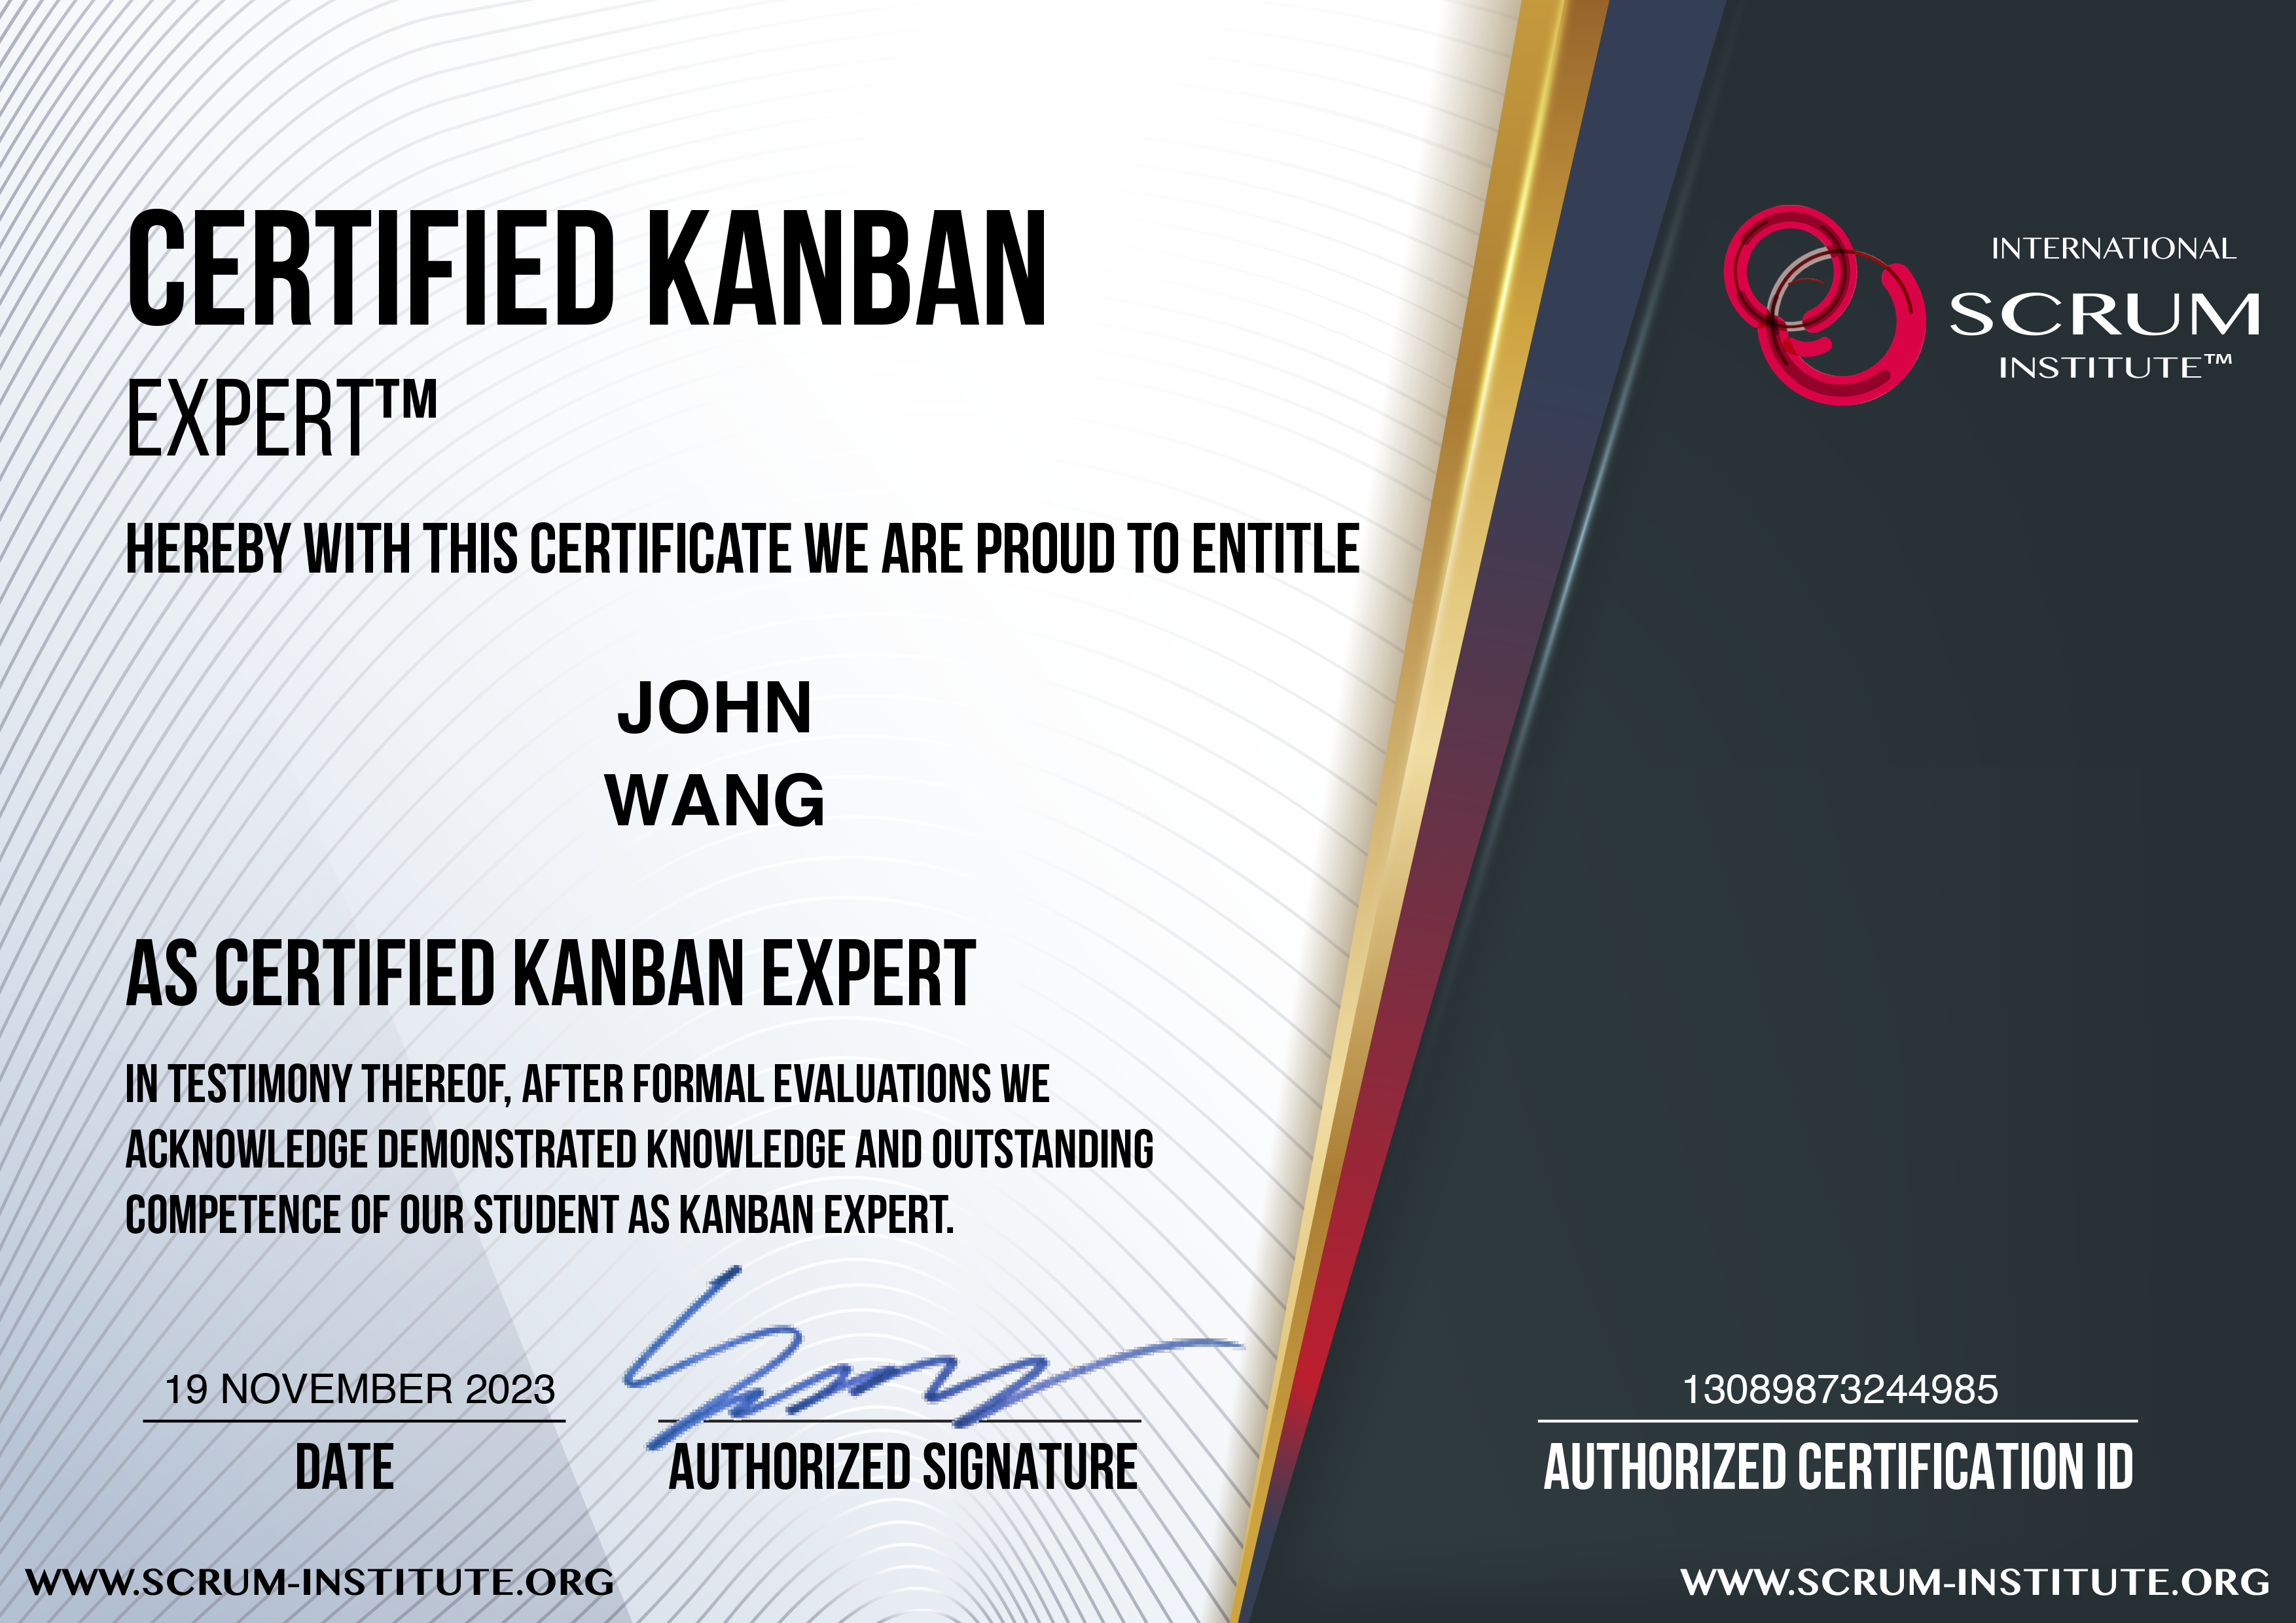 CERTIFIED KANBAN
EXPERT™
HEREBY WITH THIS CERTIFICATE WE ARE PROUD TO ENTITLE
JOHN
WANG
AS CERTIFIED KANBAN EXPERT
IN TESTIMONY THEREOF, AFTER FORMAL EVALUATIONS WE
ACKNOWLEDGE DEMONSTRATED KNOWLEDGE AND OUTSTANDING
COMPETENCE OF OUR STUDENT AS KANBAN EXPERT.
19 NOVEMBER 2023
DATE
AUTHORIZED SIGNATURE
WWW.SCRUM-INSTITUTE.ORG
INTERNATIONAL
SCRUM
INSTITUTE™
13089873244985
AUTHORIZED CERTIFICATION ID
WWW.SCRUM-INSTITUTE.ORG